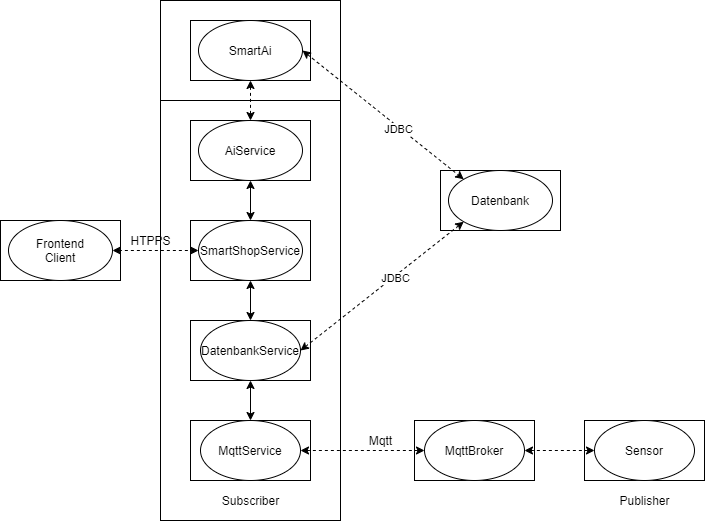 SmartAi
JDBC
AiService
Datenbank
HTPPS
Frontend
Client
SmartShopService
JDBC
DatenbankService
Mqtt
MqttService
MqttBroker
Sensor
Subscriber
Publisher